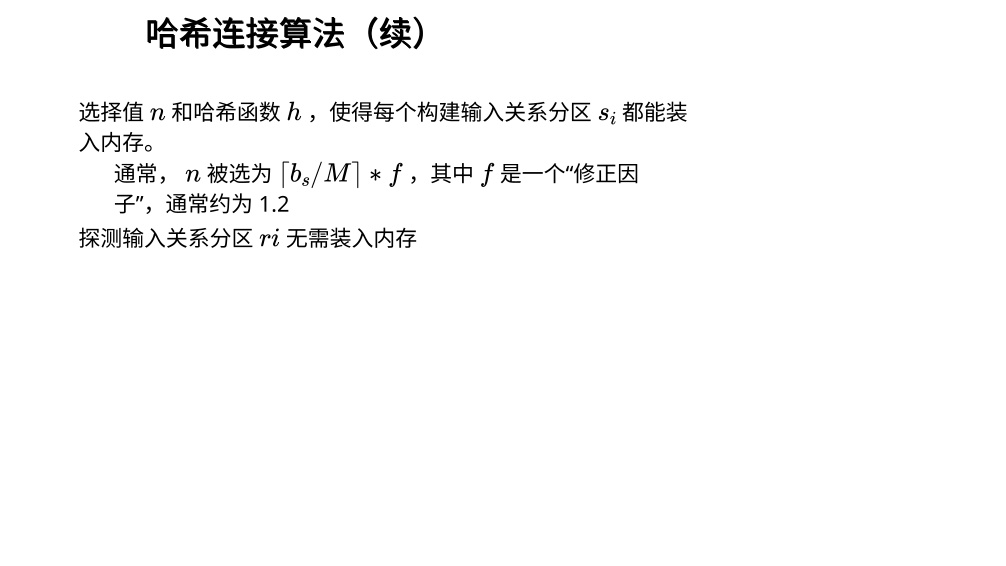 哈希连接算法（续）
选择值 n 和哈希函数 h ，使得每个构建输入关系分区 s_i 都能装
入内存。
通常， n 被选为 ⌈b_s/M⌉ ∗ f ，其中 f 是一个“修正因
子”，通常约为 1.2
探测输入关系分区 ri 无需装入内存